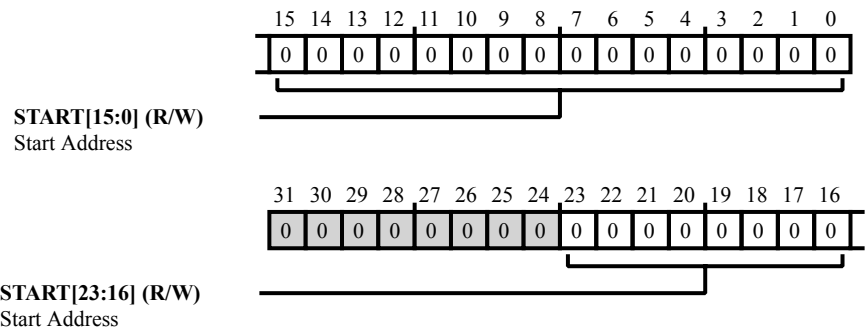 15 14 13 12 11 10 9 8 7 6 5 4 3 2 1 0
0 0 0 0 0 0 0 0 0 0 0 0 0 0 0 0
START[15:0] (R/W)
Start Address
31 30 29 28 27 26 25 24 23 22 21 20 19 18 17 16
0 0 0 0 0 0 0 0 0 0 0 0 0 0 0 0
START[23:16] (R/W)
Start Address